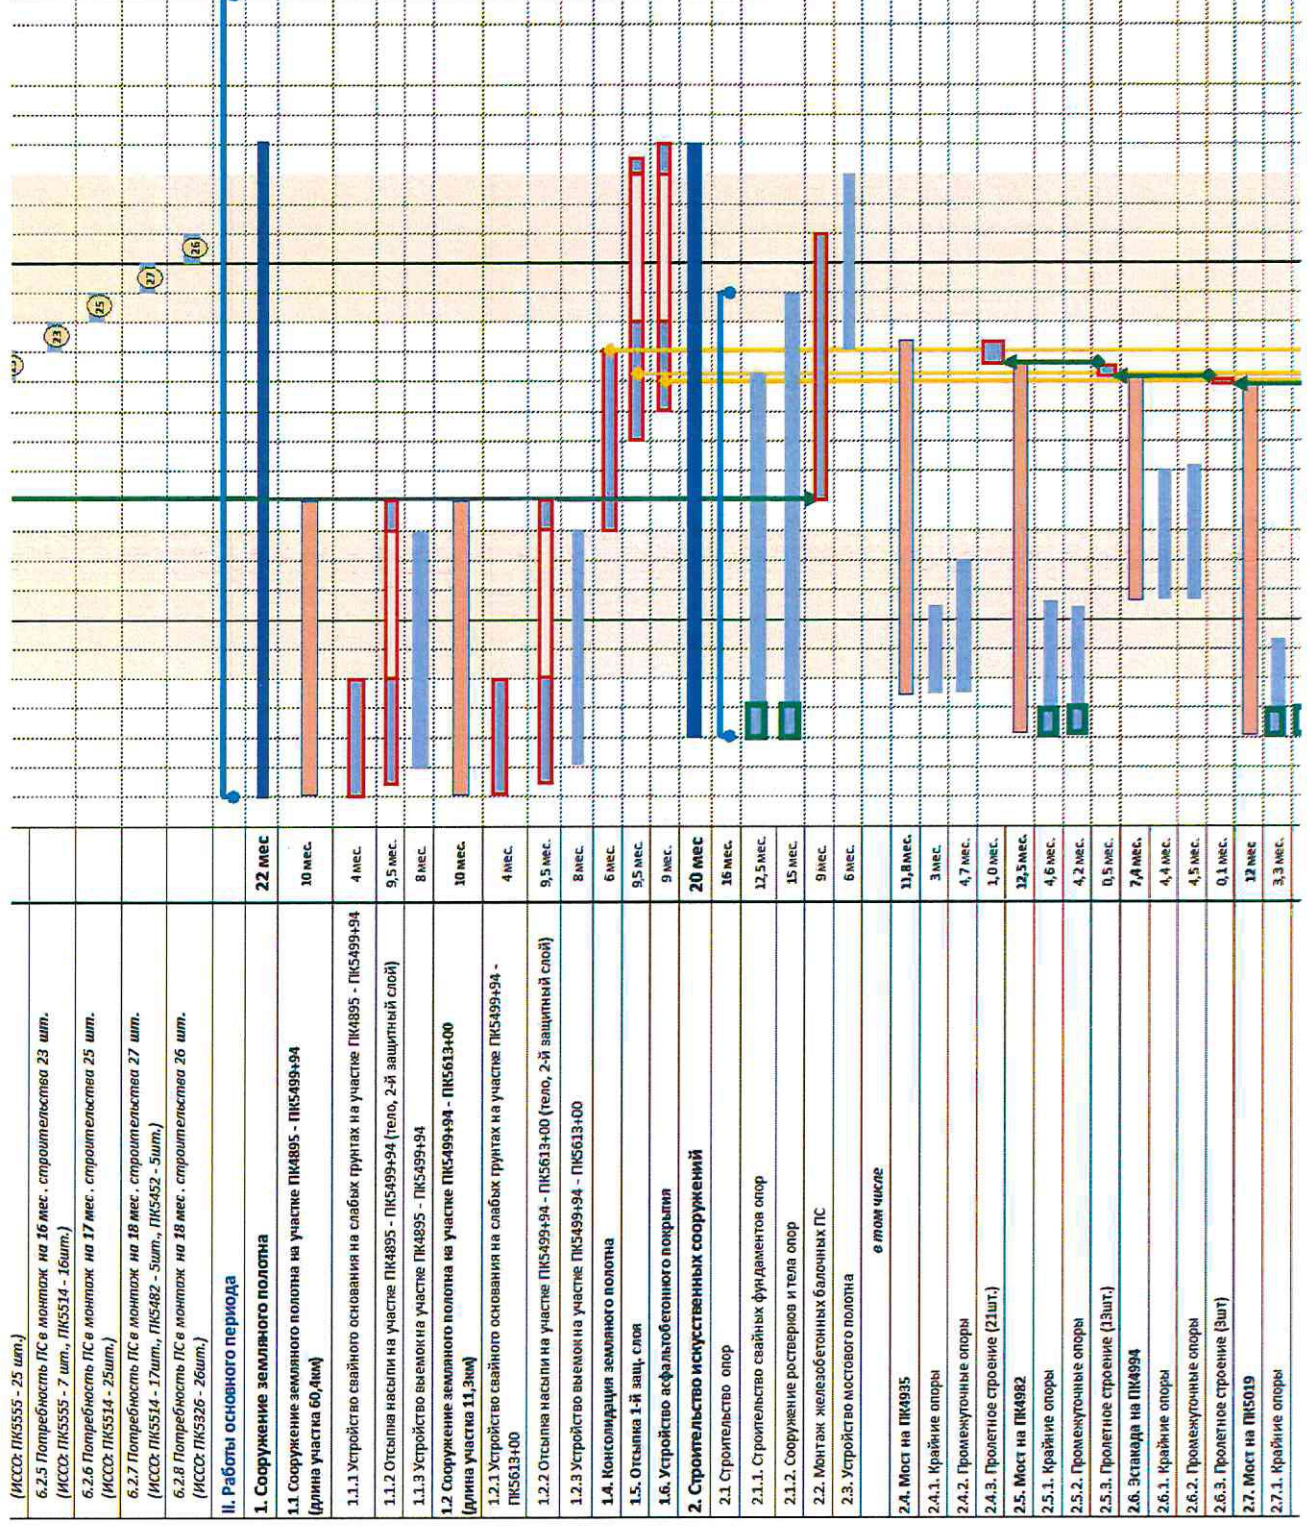 (ИССО: ПК5555 - 25 шт.)
6.2.5 Потребность ПС в монтаж на 16 мес. строительства 23 шт.
(ИССО: ПК5555 - 7 шт., ПК5514 - 16шт.)
23
6.2.6 Потребность ПС в монтаж на 17 мес. строительства 25 шт.
(ИССО: ПК5514 - 25шт.)
25
6.2.7 Потребность ПС в монтаж на 18 мес. строительства 27 шт.
(ИССО: ПК5514 - 17шт., ПК5482 - 5шт., ПК5452 - 5шт.)
27
6.2.8 Потребность ПС в монтаж на 18 мес. строительства 26 шт.
(ИССО: ПК5326 - 26шт.)
26
II. Работы основного периода
1. Сооружение земляного полотна 22 мес
1.1 Сооружение земляного полотна на участке ПК4895 - ПК5499+94
(длина участка 60,4км) 10 мес.
1.1.1 Устройство свайного основания на слабых грунтах на участке ПК4895 - ПК5499+94 4 мес.
1.1.2 Отсыпка насыпи на участке ПК4895 - ПК5499+94 (тело, 2-й защитный слой) 9,5 мес.
1.1.3 Устройство выемок на участке ПК4895 - ПК5499+94 8 мес.
1.2 Сооружение земляного полотна на участке ПК5499+94 - ПК5613+00
(длина участка 11,3км) 10 мес.
1.2.1 Устройство свайного основания на слабых грунтах на участке ПК5499+94 -
ПК5613+00 4 мес.
1.2.2 Отсыпка насыпи на участке ПК5499+94 - ПК5613+00 (тело, 2-й защитный слой) 9,5 мес.
1.2.3 Устройство выемок на участке ПК5499+94 - ПК5613+00 8 мес.
1.4. Консолидация земляного полотна 6 мес.
1.5. Отсыпка 1-й защ. слоя 9,5 мес.
1.6. Устройство асфальтобетонного покрытия 9 мес.
2. Строительство искусственных сооружений 20 мес
2.1 Строительство опор 16 мес.
2.1.1. Строительство свайных фундаментов опор 12,5 мес.
2.1.2. Сооружение ростверков и тела опор 15 мес.
2.2. Монтаж железобетонных балочных ПС 9 мес.
2.3. Устройство мостового полотна 6 мес.
в том числе
2.4. Мост на ПК4935 11,8 мес.
2.4.1. Крайние опоры 3 мес.
2.4.2. Промежуточные опоры 4,7 мес.
2.4.3. Пролетное строение (21шт.) 1,0 мес.
2.5. Мост на ПК4982 12,5 мес.
2.5.1. Крайние опоры 4,6 мес.
2.5.2. Промежуточные опоры 4,2 мес.
2.5.3. Пролетное строение (13шт.) 0,5 мес.
2.6. Эстакада на ПК4994 7,4 мес.
2.6.1. Крайние опоры 4,4 мес.
2.6.2. Промежуточные опоры 4,5 мес.
2.6.3. Пролетное строение (3шт) 0,1 мес.
2.7. Мост на ПК5019 12 мес
2.7.1. Крайние опоры 3,3 мес.